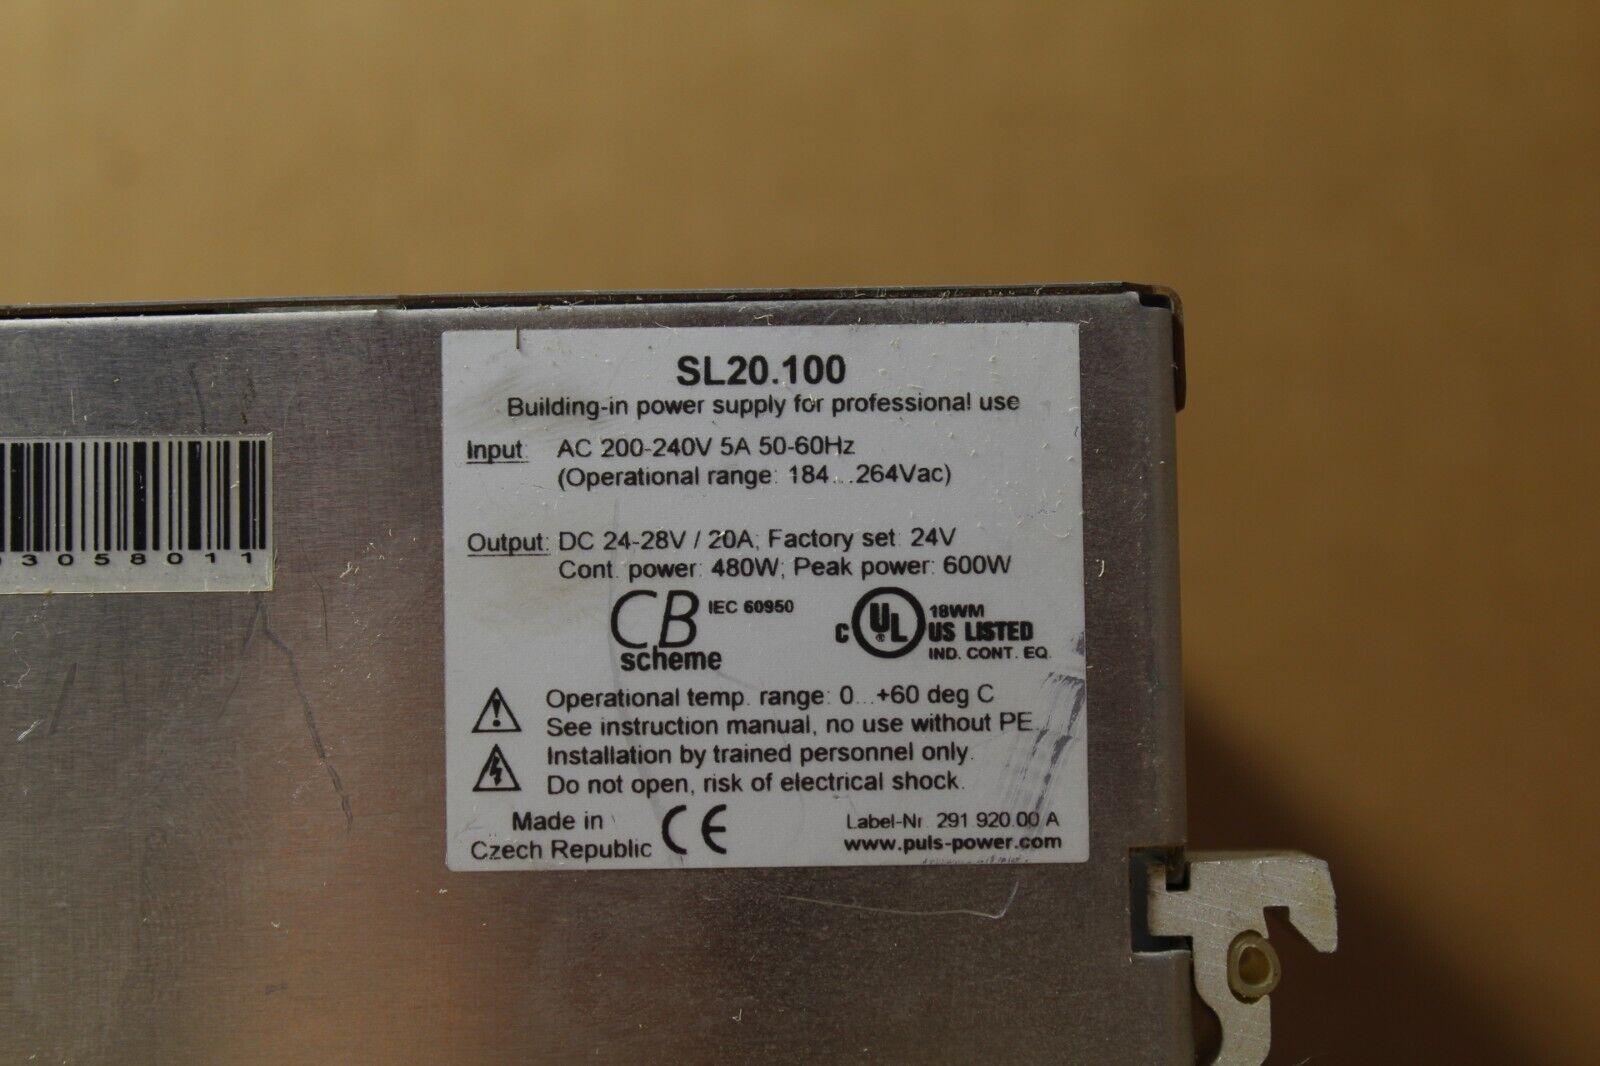 SL20.100
Building-in power supply for professional use
Input: AC 200-240V 5A 50-60Hz
(Operational range: 184...264Vac)
Output: DC 24-28V / 20A; Factory set: 24V
Cont. power: 480W; Peak power: 600W
CB scheme IEC 60950
c UL ® US LISTED 18WM
IND. CONT. EQ.
Operational temp. range: 0...+60 deg C
See instruction manual, no use without PE.
Installation by trained personnel only.
Do not open, risk of electrical shock.
Made in
Czech Republic
CE
Label-Nr. 291 920.00 A
www.puls-power.com
3058011